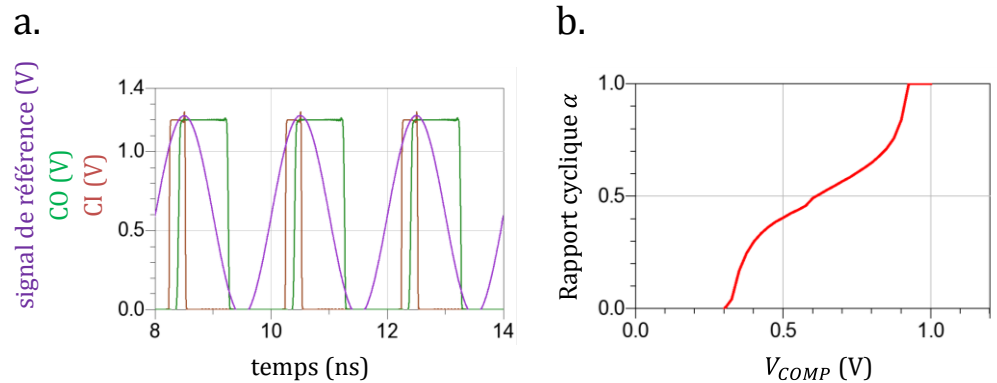 a.
signal de référence (V)
CO (V)
CI (V)
1.4
1.0
0.5
0.0
8
10
12
14
temps (ns)
b.
Rapport cyclique α
1.0
0.5
0.0
0.0
0.5
1.0
V_COMP (V)